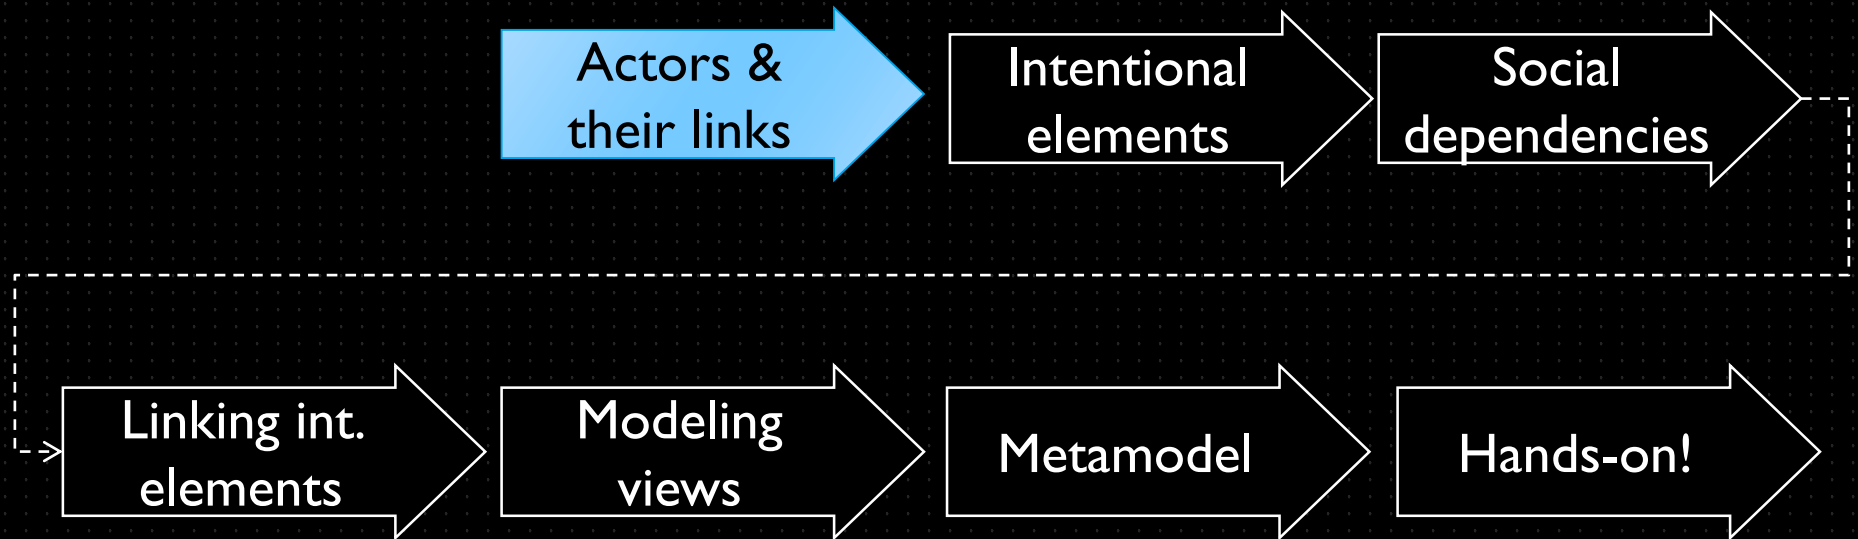 Actors &
their links
Intentional
elements
Social
dependencies
Linking int.
elements
Modeling
views
Metamodel
Hands-on!